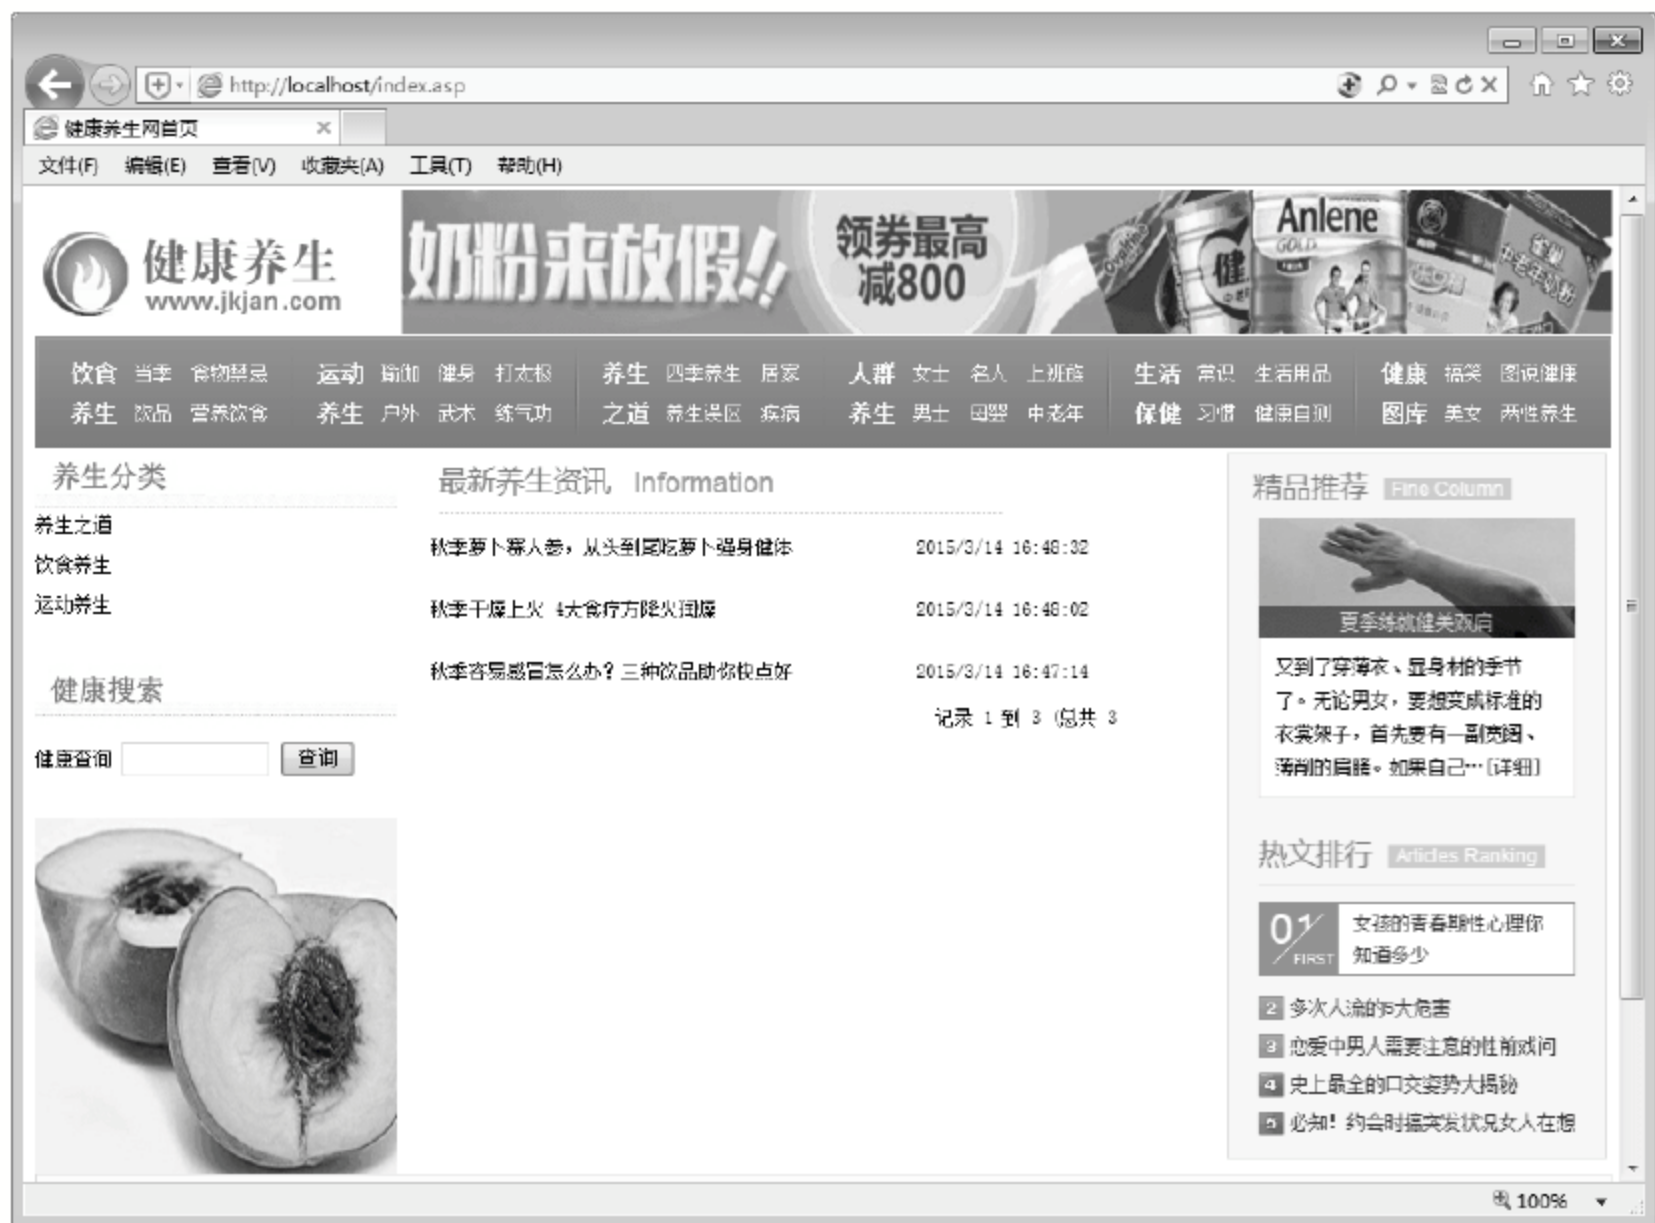 http://localhost/index.asp
健康养生网首页
文件(F) 编辑(E) 查看(V) 收藏夹(A) 工具(T) 帮助(H)
健康养生
www.jkjan.com
奶粉来放假!!
领券最高
减800
Anlene
GOLD
饮食 当季 食物禁忌 运动 瑜伽 健身 打太极 养生 四季养生 居家 人群 女士 名人 上班族 生活 常识 生活用品 健康 搞笑 图说健康
养生 饮品 营养饮食 养生 户外 武术 练气功 之道 养生误区 疾病 养生 男士 母婴 中老年 保健 习惯 健康自测 图库 美女 两性养生
养生分类
养生之道
饮食养生
运动养生
健康搜索
健康查询 查询
最新养生资讯 Information
秋季萝卜赛人参，从头到尾吃萝卜强身健体 2015/3/14 16:48:32
秋季干燥上火 4大食疗方降火润燥 2015/3/14 16:48:02
秋季容易感冒怎么办？三种饮品助你快点好 2015/3/14 16:47:14
记录 1 到 3 (总共 3
精品推荐 Fine Column
夏季练就健美双肩
又到了穿薄衣、显身材的季节
了。无论男女，要想变成标准的
衣裳架子，首先要有一副宽阔、
薄削的肩膀。如果自己…[详细]
热文排行 Articles Ranking
01 FIRST
女孩的青春期性心理你
知道多少
2 多次人流的5大危害
3 恋爱中男人需要注意的性前戏问
4 史上最全的口交姿势大揭秘
5 必知！约会时搞突发状况女人在想
100%